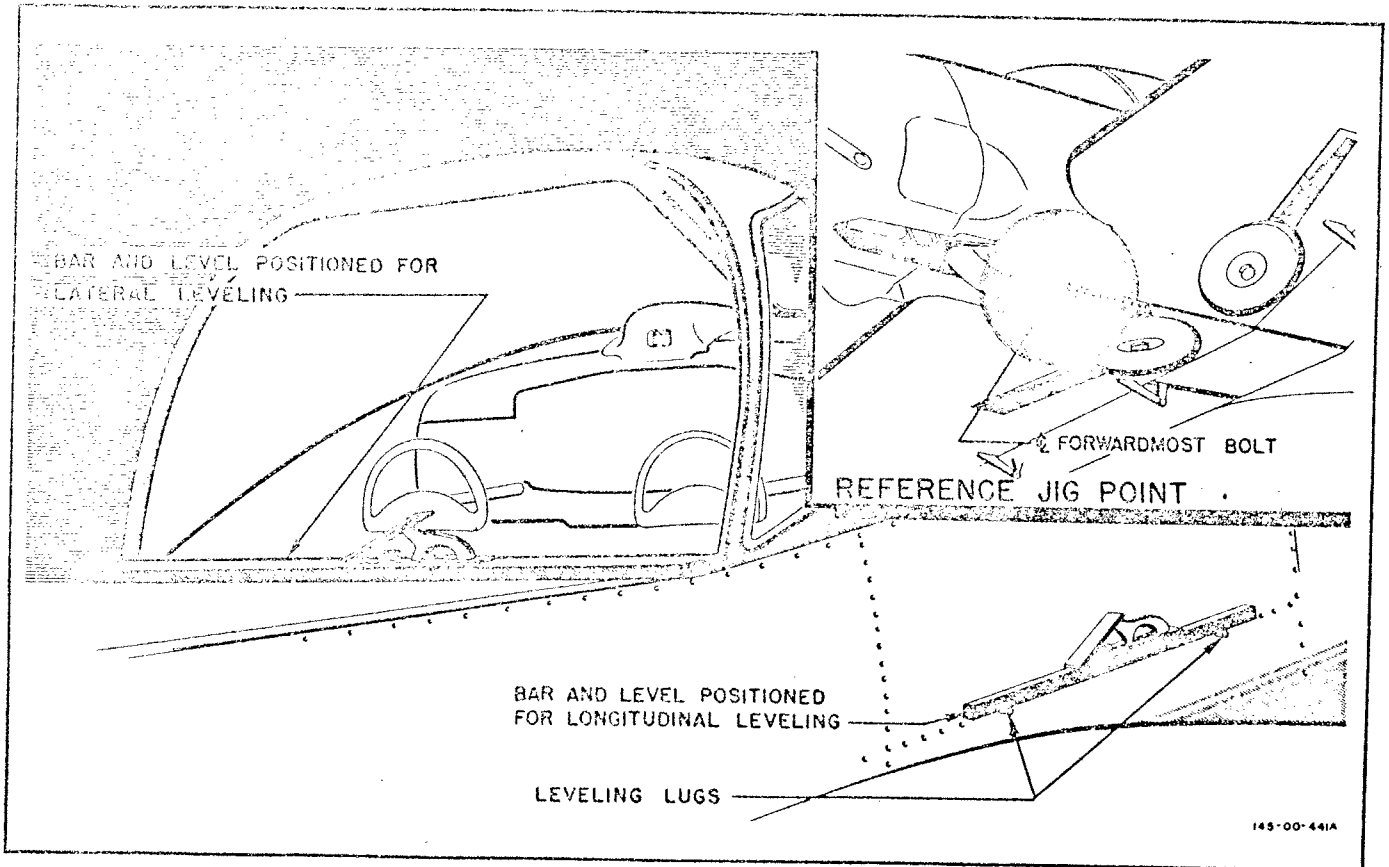 BAR AND LEVEL POSITIONED FOR
LATERAL LEVELING
℄ FORWARDMOST BOLT
REFERENCE JIG POINT
BAR AND LEVEL POSITIONED
FOR LONGITUDINAL LEVELING
LEVELING LUGS
145-00-441A